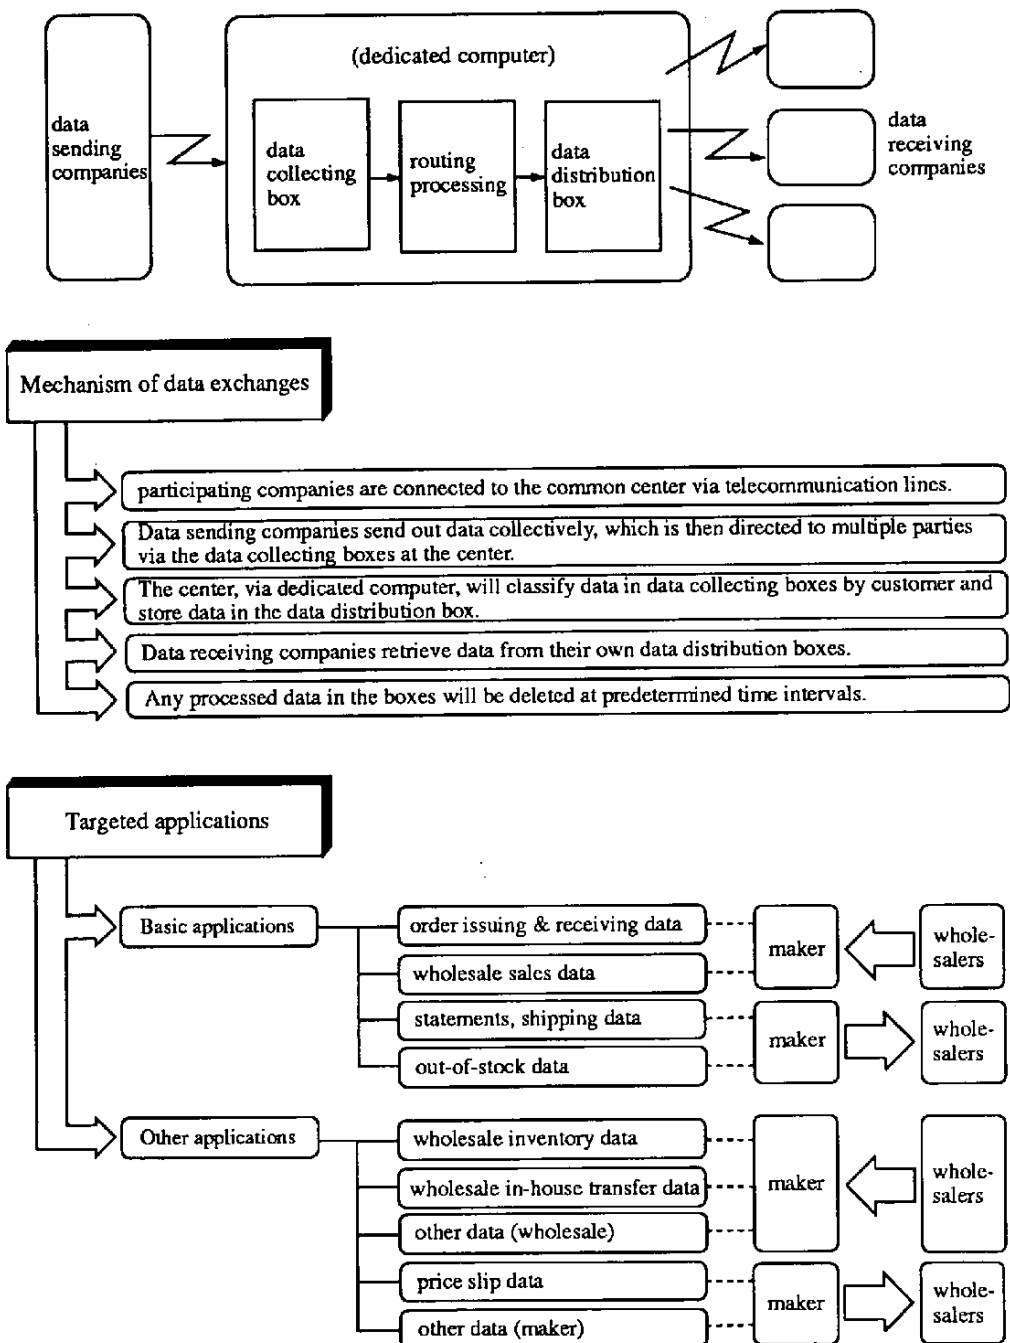 (dedicated computer)
data
sending
companies
data
collecting
box
routing
processing
data
distribution
box
data
receiving
companies
Mechanism of data exchanges
participating companies are connected to the common center via telecommunication lines.
Data sending companies send out data collectively, which is then directed to multiple parties
via the data collecting boxes at the center.
The center, via dedicated computer, will classify data in data collecting boxes by customer and
store data in the data distribution box.
Data receiving companies retrieve data from their own data distribution boxes.
Any processed data in the boxes will be deleted at predetermined time intervals.
Targeted applications
Basic applications
order issuing & receiving data
wholesale sales data
maker
whole-
salers
statements, shipping data
out-of-stock data
maker
whole-
salers
Other applications
wholesale inventory data
wholesale in-house transfer data
other data (wholesale)
maker
whole-
salers
price slip data
other data (maker)
maker
whole-
salers